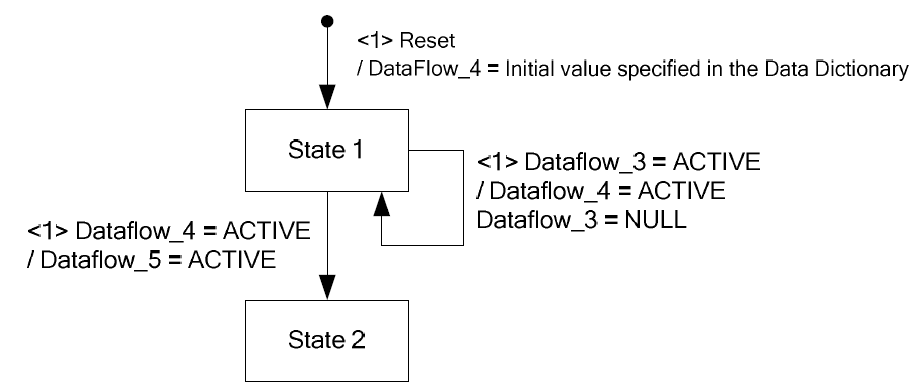 <1> Reset
/ DataFlow_4 = Initial value specified in the Data Dictionary
State 1
<1> Dataflow_3 = ACTIVE
/ Dataflow_4 = ACTIVE
Dataflow_3 = NULL
<1> Dataflow_4 = ACTIVE
/ Dataflow_5 = ACTIVE
State 2